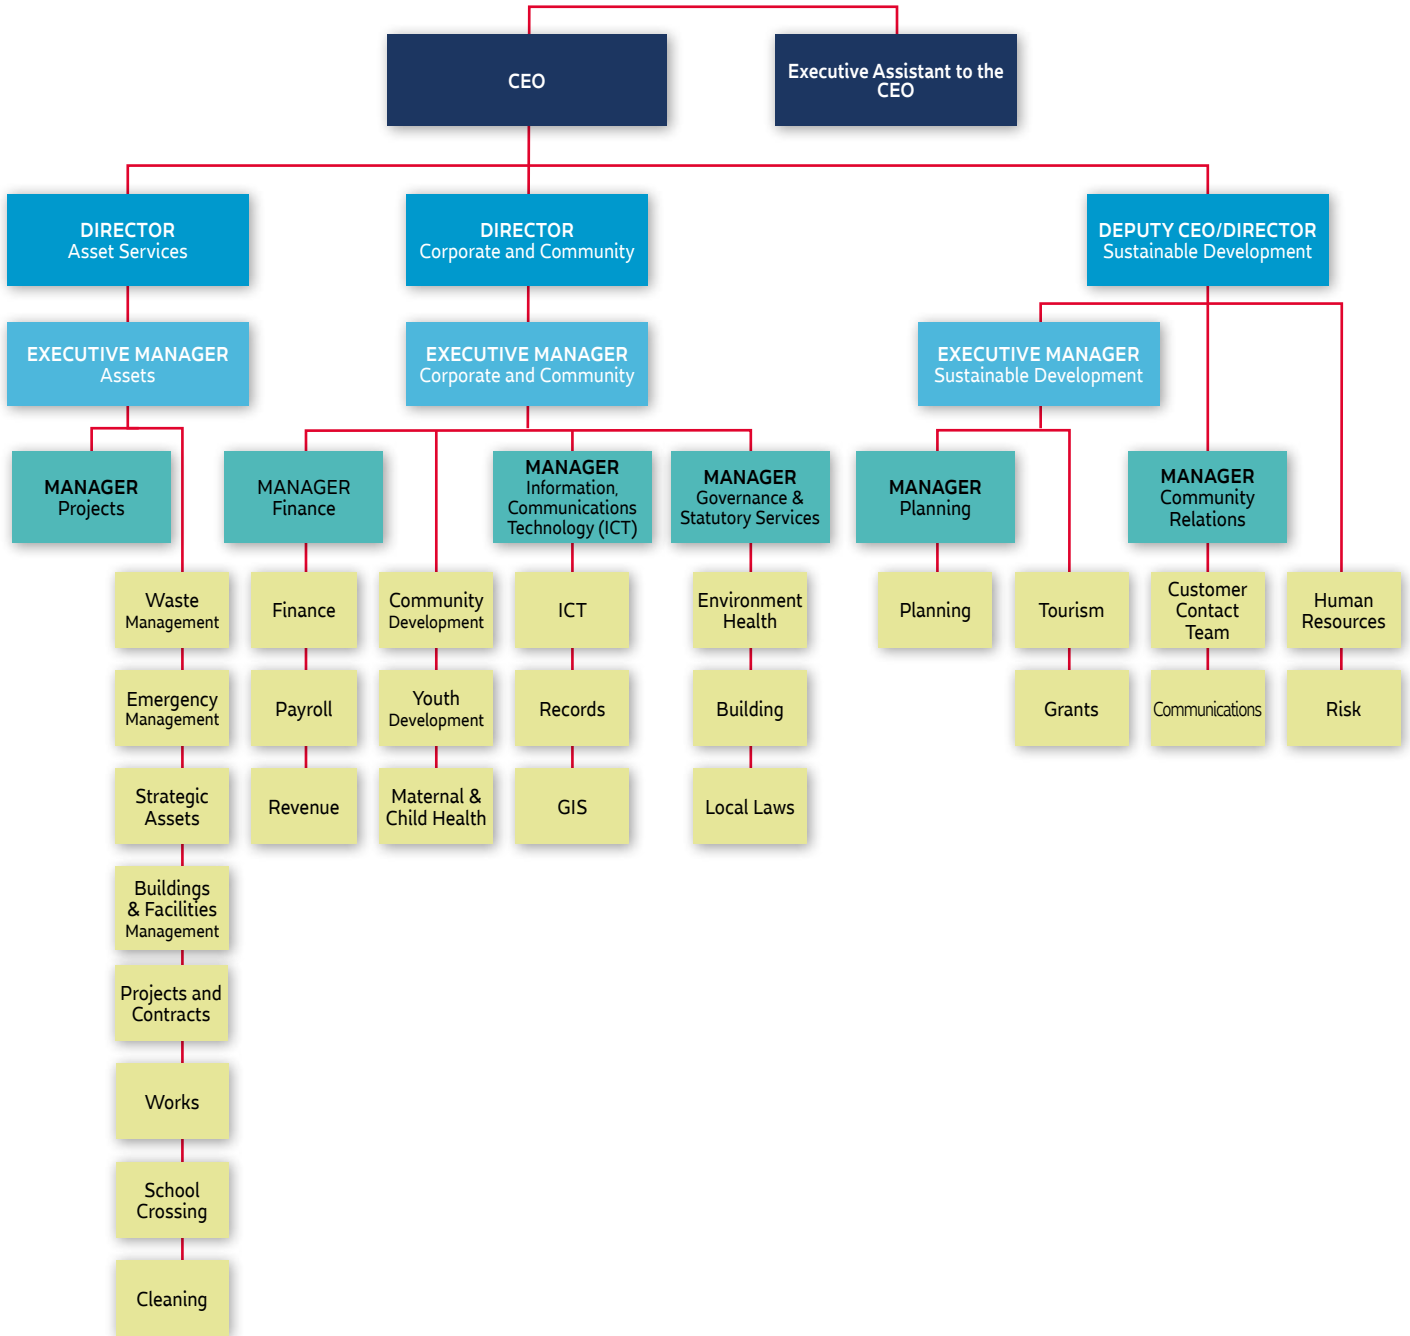 CEO
Executive Assistant to the
CEO
DIRECTOR
Asset Services
DIRECTOR
Corporate and Community
DEPUTY CEO/DIRECTOR
Sustainable Development
EXECUTIVE MANAGER
Assets
EXECUTIVE MANAGER
Corporate and Community
EXECUTIVE MANAGER
Sustainable Development
MANAGER
Projects
MANAGER
Finance
MANAGER
Information,
Communications
Technology (ICT)
MANAGER
Governance &
Statutory Services
MANAGER
Planning
MANAGER
Community
Relations
Waste
Management
Finance
Community
Development
ICT
Environment
Health
Planning
Tourism
Customer
Contact
Team
Human
Resources
Emergency
Management
Payroll
Youth
Development
Records
Building
Grants
Communications
Risk
Strategic
Assets
Revenue
Maternal &
Child Health
GIS
Local Laws
Buildings
& Facilities
Management
Projects and
Contracts
Works
School
Crossing
Cleaning